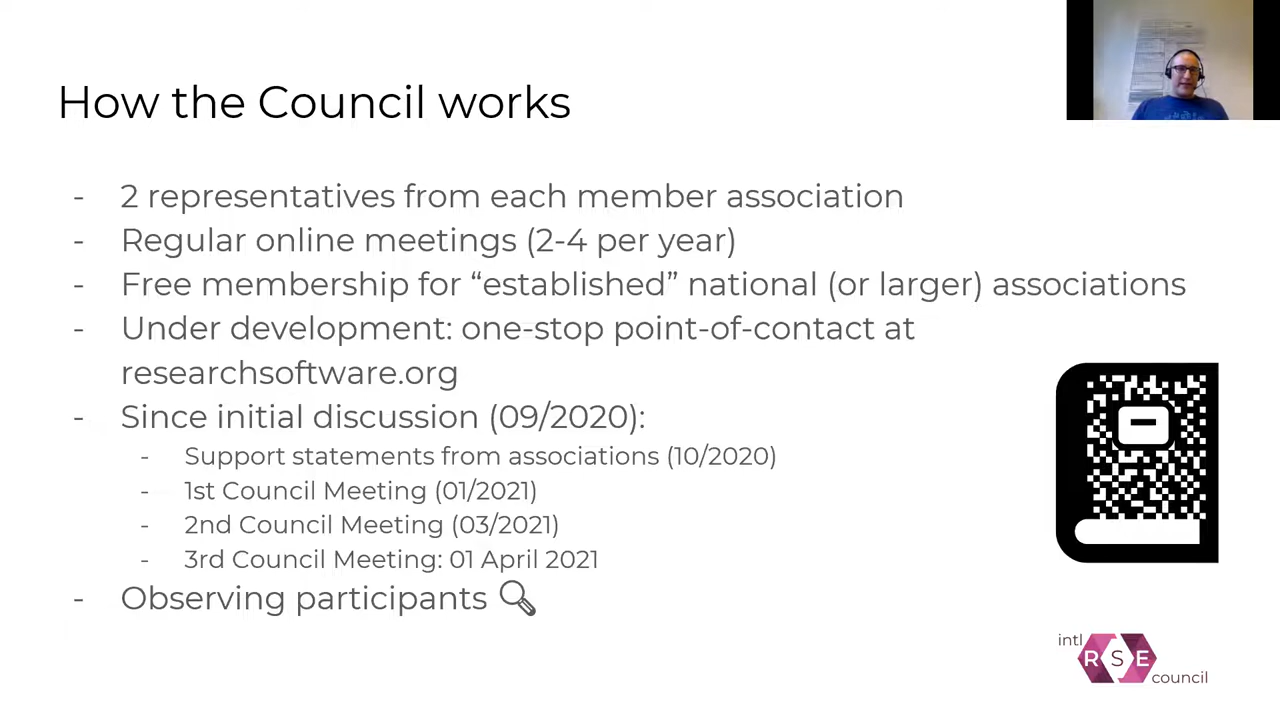 How the Council works
- 2 representatives from each member association
- Regular online meetings (2-4 per year)
- Free membership for “established” national (or larger) associations
- Under development: one-stop point-of-contact at
researchsoftware.org
- Since initial discussion (09/2020):
- Support statements from associations (10/2020)
- 1st Council Meeting (01/2021)
- 2nd Council Meeting (03/2021)
- 3rd Council Meeting: 01 April 2021
- Observing participants
intl
RSE
council